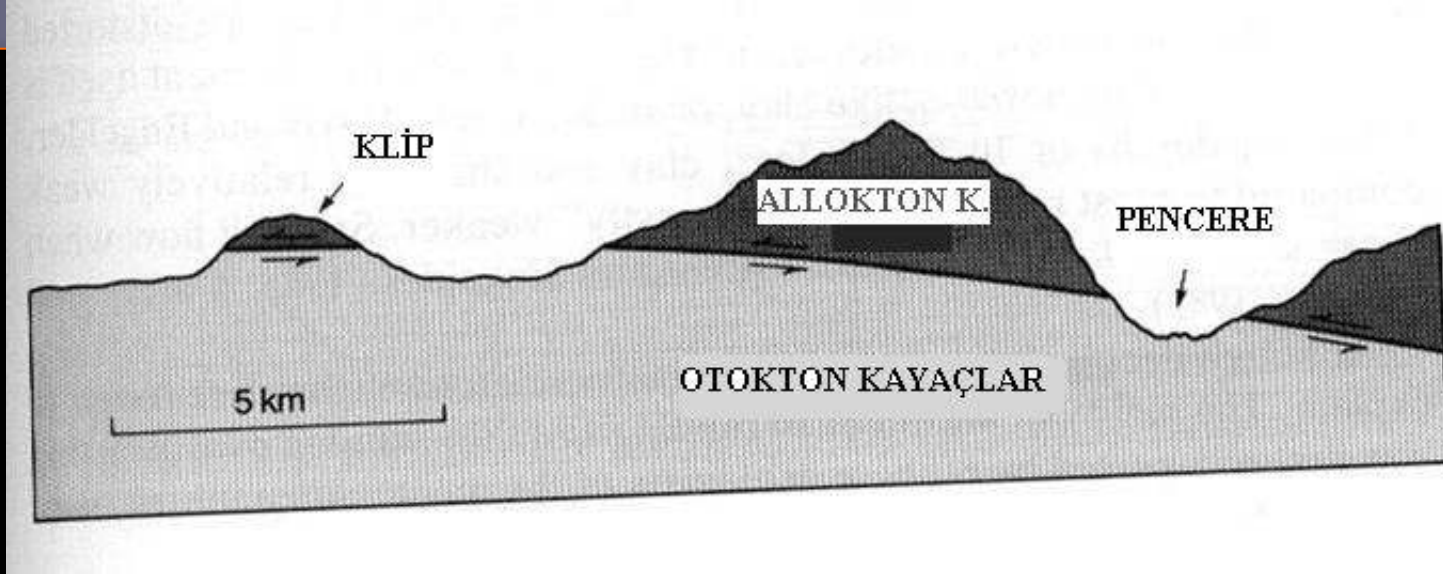 KLİP
ALLOKTON K.
PENCERE
OTOKTON KAYAÇLAR
5 km